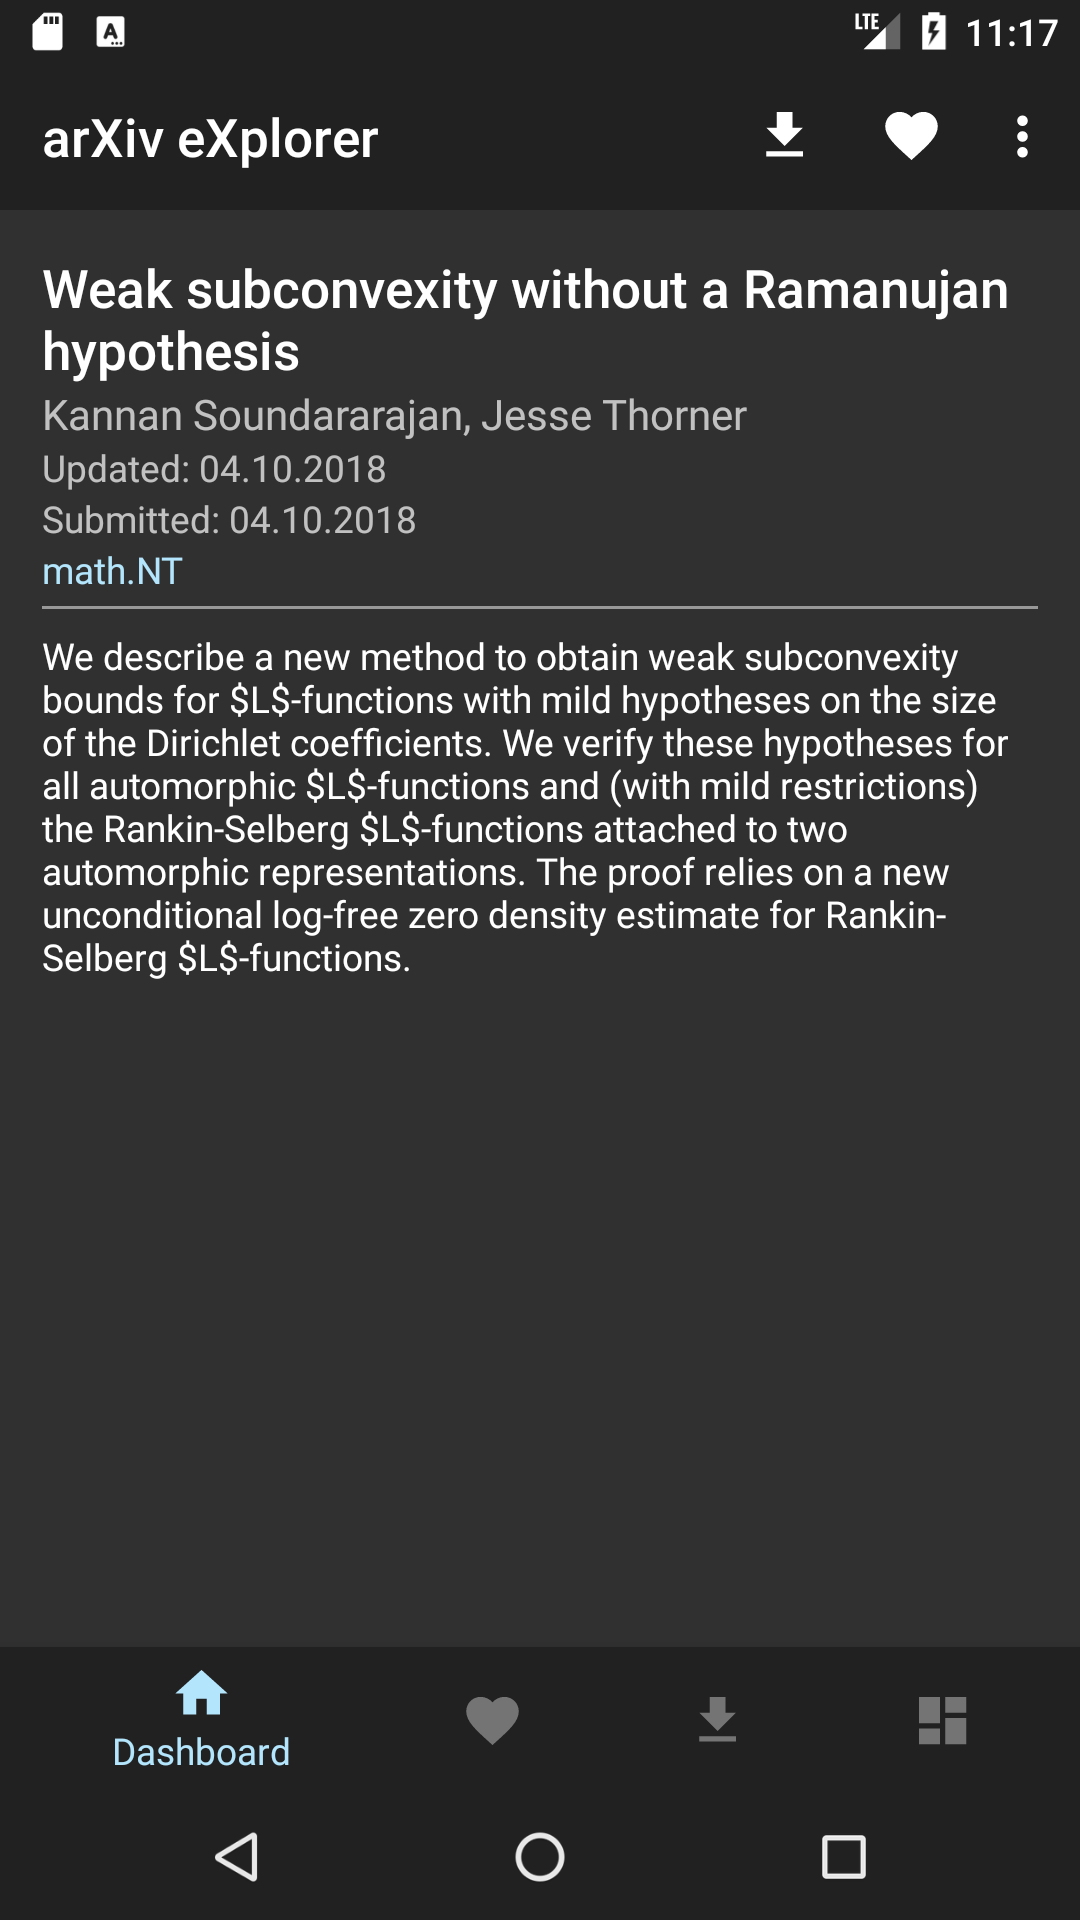 LTE 11:17
arXiv eXplorer
Weak subconvexity without a Ramanujan
hypothesis
Kannan Soundararajan, Jesse Thorner
Updated: 04.10.2018
Submitted: 04.10.2018
math.NT
We describe a new method to obtain weak subconvexity
bounds for $L$-functions with mild hypotheses on the size
of the Dirichlet coefficients. We verify these hypotheses for
all automorphic $L$-functions and (with mild restrictions)
the Rankin-Selberg $L$-functions attached to two
automorphic representations. The proof relies on a new
unconditional log-free zero density estimate for Rankin-
Selberg $L$-functions.
Dashboard